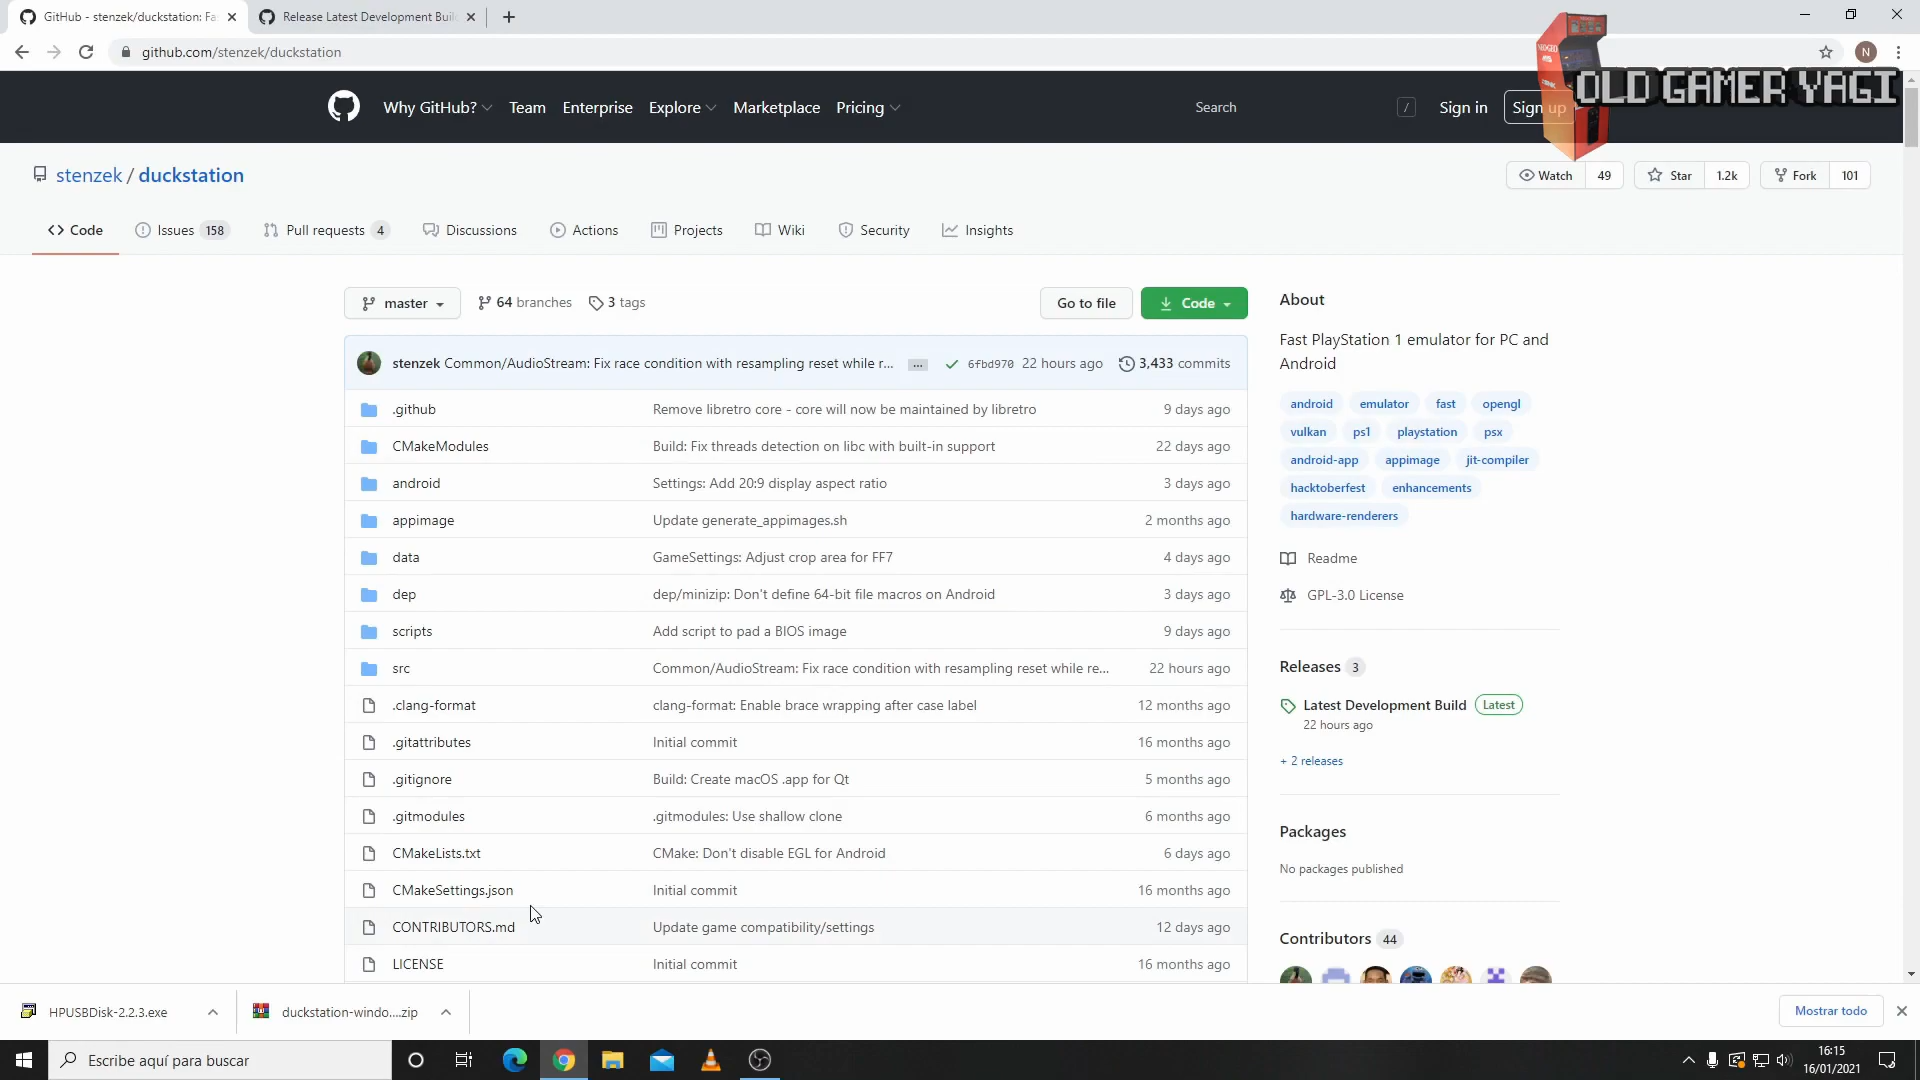 GitHub - stenzek/duckstation: Fa
Release Latest Development Buil
github.com/stenzek/duckstation
N
OLD GAMER YAGI
Why GitHub? Team Enterprise Explore Marketplace Pricing
Search / Sign in Sign up
stenzek / duckstation
Watch 49 Star 1.2k Fork 101
Code Issues 158 Pull requests 4 Discussions Actions Projects Wiki Security Insights
master 64 branches 3 tags Go to file Code
stenzek Common/AudioStream: Fix race condition with resampling reset while r... ... 6fbd970 22 hours ago 3,433 commits
.github Remove libretro core - core will now be maintained by libretro 9 days ago
CMakeModules Build: Fix threads detection on libc with built-in support 22 days ago
android Settings: Add 20:9 display aspect ratio 3 days ago
appimage Update generate_appimages.sh 2 months ago
data GameSettings: Adjust crop area for FF7 4 days ago
dep dep/minizip: Don't define 64-bit file macros on Android 3 days ago
scripts Add script to pad a BIOS image 9 days ago
src Common/AudioStream: Fix race condition with resampling reset while re... 22 hours ago
.clang-format clang-format: Enable brace wrapping after case label 12 months ago
.gitattributes Initial commit 16 months ago
.gitignore Build: Create macOS .app for Qt 5 months ago
.gitmodules .gitmodules: Use shallow clone 6 months ago
CMakeLists.txt CMake: Don't disable EGL for Android 6 days ago
CMakeSettings.json Initial commit 16 months ago
CONTRIBUTORS.md Update game compatibility/settings 12 days ago
LICENSE Initial commit 16 months ago
About
Fast PlayStation 1 emulator for PC and
Android
android emulator fast opengl
vulkan ps1 playstation psx
android-app appimage jit-compiler
hacktoberfest enhancements
hardware-renderers
Readme
GPL-3.0 License
Releases 3
Latest Development Build Latest
22 hours ago
+ 2 releases
Packages
No packages published
Contributors 44
HPUSBDisk-2.2.3.exe
duckstation-windo....zip
Mostrar todo
Escribe aquí para buscar
16:15
16/01/2021